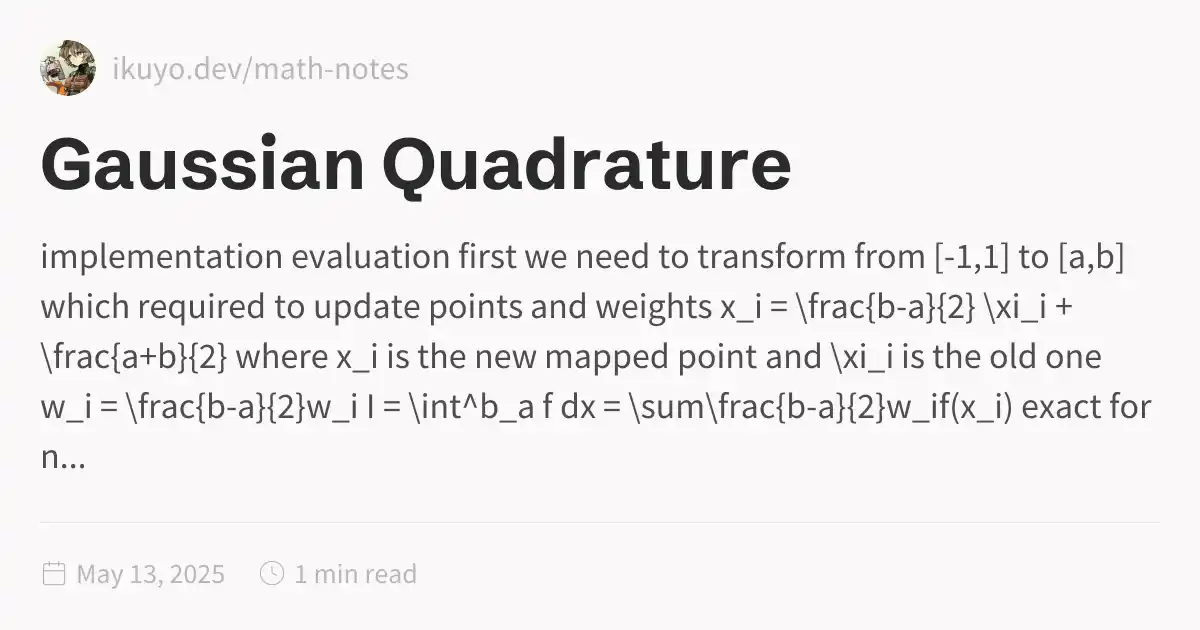 ikuyo.dev/math-notes
Gaussian Quadrature
implementation evaluation first we need to transform from [-1,1] to [a,b]
which required to update points and weights x_i = \frac{b-a}{2} \xi_i +
\frac{a+b}{2} where x_i is the new mapped point and \xi_i is the old one
w_i = \frac{b-a}{2}w_i I = \int^b_a f dx = \sum\frac{b-a}{2}w_if(x_i) exact for
n...
May 13, 2025
1 min read